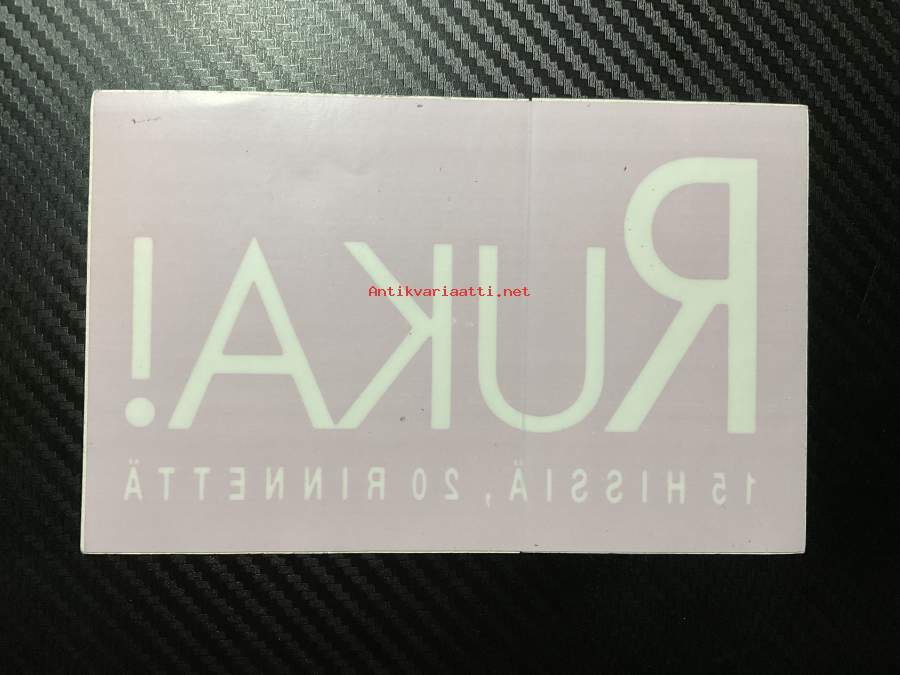 RUKA!
Antikvariaatti.net
15 HISSIÄ, 20 RINNETTÄ